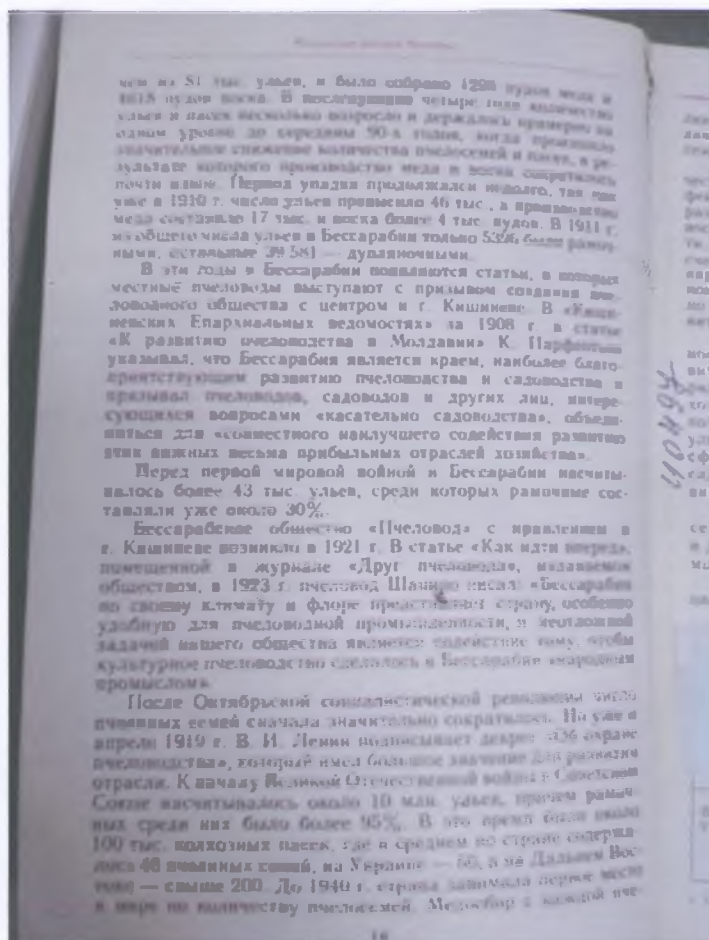 чем из 51 тыс. ульев, и было собрано 1298 пудов меда и
1618 пудов воска. В последующие четыре года количество
ульев и пасек несколько возросло и держалось примерно на
одном уровне до середины 90-х годов, когда произошло
значительное снижение количества пчелосемей и пасек, в ре-
зультате которого производство меда и воска сократилось
почти вдвое. Период упадка продолжался недолго, так как
уже в 1910 г. число ульев превысило 46 тыс., а производство
меда составило 17 тыс. и воска более 4 тыс. пудов. В 1911 г.
из общего числа ульев в Бессарабии только 53% были рамоч-
ными, остальные 39 581 — дупляночными.
В эти годы в Бессарабии появляются статьи, в которых
местные пчеловоды выступают с призывом создания пче-
ловодного общества с центром в г. Кишиневе. В «Киши-
невских Епархиальных ведомостях» за 1908 г. в статье
«К развитию пчеловодства в Молдавии» К.
указывал, что Бессарабия является краем, наиболее благо-
приятствующим развитию пчеловодства и садоводства и
призывал пчеловодов, садоводов и других лиц, интере-
сующихся вопросами «касательно садоводства», объеди-
ниться для «совместного наилучшего содействия развитию
этих важных весьма прибыльных отраслей хозяйства».
Перед первой мировой войной в Бессарабии насчиты-
валось более 43 тыс. ульев, среди которых рамочные сос-
тавляли уже около 30%.
Бессарабское общество «Пчеловод» с правлением в
г. Кишиневе возникло в 1921 г. В статье «Как идти вперед»,
помещенной в журнале «Друг пчеловода», издаваемом
обществом, в 1923 г. пчеловод Шапиро писал: «Бессарабия
по своему климату и флоре представляет страну, особенно
удобную для пчеловодной промышленности, и неотложной
задачей нашего общества является содействие тому, чтобы
культурное пчеловодство сделалось в Бессарабии народным
промыслом».
После Октябрьской социалистической революции число
пчелиных семей сначала значительно сократилось. Но уже в
апреле 1919 г. В. И. Ленин подписывает декрет «Об охране
пчеловодства», который имел большое значение для развития
отрасли. К началу Великой Отечественной войны в Советском
Союзе насчитывалось около 10 млн. ульев, причем рамоч-
ных среди них было более 95%. В это время были около
100 тыс. колхозных пасек, где в среднем по стране содержа-
лось 46 пчелиных семей, на Украине — 50, а на Дальнем Вос-
токе — свыше 200. До 1940 г. страна занимала первое место
в мире по количеству пчелосемей. Медосбор с каждой пче-